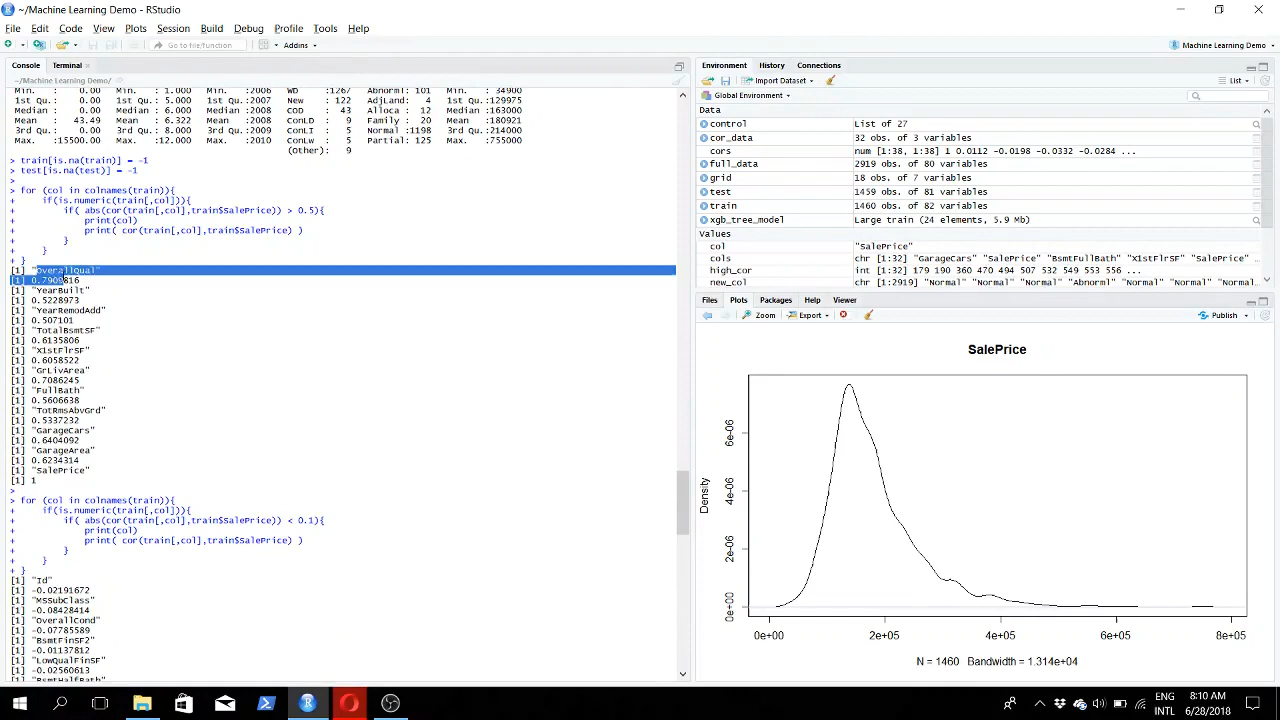 ~/Machine Learning Demo - RStudio
File Edit Code View Plots Session Build Debug Profile Tools Help
Go to file/function Addins Machine Learning Demo
Console Terminal
~/Machine Learning Demo/
Min. : 0.00 Min. : 1.000 Min. :2006 WD :1267 Abnorml: 101 Min. : 34900
1st Qu.: 0.00 1st Qu.: 5.000 1st Qu.:2007 New : 122 AdjLand: 4 1st Qu.:129975
Median : 0.00 Median : 6.000 Median :2008 COD : 43 Alloca : 12 Median :163000
Mean : 43.49 Mean : 6.322 Mean :2008 ConLD : 9 Family : 20 Mean :180921
3rd Qu.: 0.00 3rd Qu.: 8.000 3rd Qu.:2009 ConLI : 5 Normal :1198 3rd Qu.:214000
Max. :15500.00 Max. :12.000 Max. :2010 ConLw : 5 Partial: 125 Max. :755000
(Other): 9
> train[is.na(train)] = -1
> test[is.na(test)] = -1
>
> for (col in colnames(train)){
+ if(is.numeric(train[,col])){
+ if( abs(cor(train[,col],train$SalePrice)) > 0.5){
+ print(col)
+ print( cor(train[,col],train$SalePrice) )
+ }
+ }
+ }
[1] "OverallQual"
[1] 0.7909816
[1] "YearBuilt"
[1] 0.5228973
[1] "YearRemodAdd"
[1] 0.507101
[1] "TotalBsmtSF"
[1] 0.6135806
[1] "X1stFlrSF"
[1] 0.6058522
[1] "GrLivArea"
[1] 0.7086245
[1] "FullBath"
[1] 0.5606638
[1] "TotRmsAbvGrd"
[1] 0.5337232
[1] "GarageCars"
[1] 0.6404092
[1] "GarageArea"
[1] 0.6234314
[1] "SalePrice"
[1] 1
>
> for (col in colnames(train)){
+ if(is.numeric(train[,col])){
+ if( abs(cor(train[,col],train$SalePrice)) < 0.1){
+ print(col)
+ print( cor(train[,col],train$SalePrice) )
+ }
+ }
+ }
[1] "Id"
[1] -0.02191672
[1] "MSSubClass"
[1] -0.08428414
[1] "OverallCond"
[1] -0.07785589
[1] "BsmtFinSF2"
[1] -0.01137812
[1] "LowQualFinSF"
[1] -0.02560613
[1] "BsmtHalfBath"
Environment History Connections
Import Dataset List
Global Environment
Data
control List of 27
cor_data 32 obs. of 3 variables
cors num [1:38, 1:38] 1 0.0112 -0.0198 -0.0332 -0.0284 ...
full_data 2919 obs. of 80 variables
grid 18 obs. of 7 variables
test 1459 obs. of 81 variables
train 1460 obs. of 82 variables
xgb_tree_model Large train (24 elements, 5.9 Mb)
Values
col "SalePrice"
cols chr [1:32] "GarageCars" "SalePrice" "BsmtFullBath" "X1stFlrSF" "SalePrice" ...
high_cor int [1:32] 179 190 360 470 494 507 532 549 553 356 ...
new_col chr [1:2919] "Normal" "Normal" "Normal" "Abnorml" "Normal" "Normal" "Normal"
Files Plots Packages Help Viewer
Zoom Export Publish
SalePrice
Density
6e-06
4e-06
2e-06
0e+00
0e+00 2e+05 4e+05 6e+05 8e+05
N = 1460 Bandwidth = 1.314e+04
ENG
INTL
8:10 AM
6/28/2018